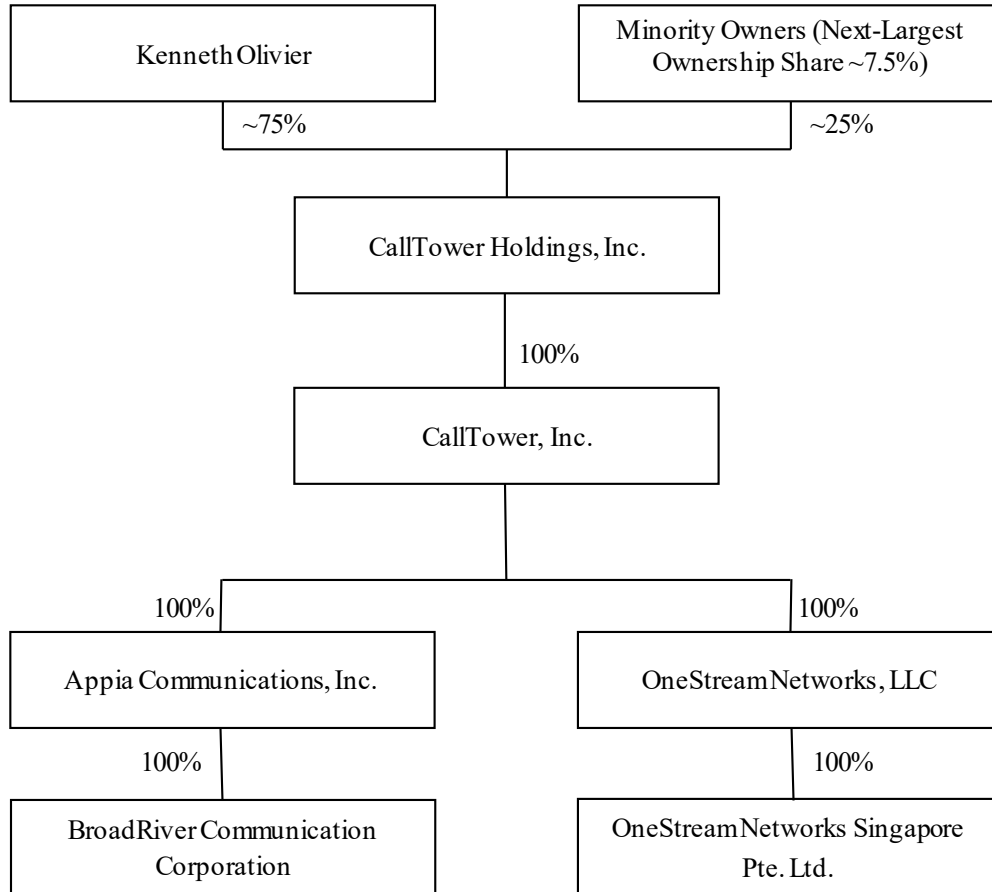 Kenneth Olivier
Minority Owners (Next-Largest
Ownership Share ~7.5%)
~75%
~25%
CallTower Holdings, Inc.
100%
CallTower, Inc.
100%
100%
Appia Communications, Inc.
OneStream Networks, LLC
100%
100%
BroadRiver Communication
Corporation
OneStream Networks Singapore
Pte. Ltd.